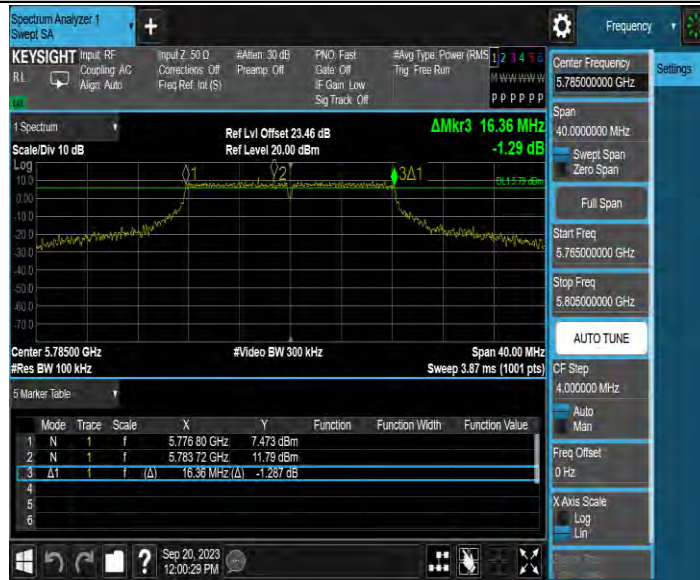 Spectrum Analyzer 1
Swept SA
+
Frequency
KEYSIGHT Input: RF Input Z: 50 Ω #Atten: 30 dB PNO: Fast #Avg Type: Power (RMS 1 2 3 4 5 6
RL Coupling: AC Corrections: Off Preamp: Off Gate: Off Trig: Free Run M W W W W W
Align: Auto Freq Ref: Int (S) IF Gain: Low
Sig Track: Off P P P P P P
1 Spectrum
Ref Lvl Offset 23.46 dB ΔMkr3 16.36 MHz
Scale/Div 10 dB Ref Level 20.00 dBm -1.29 dB
Log
10.0
0.00
-10.0
-20.0
-30.0
-40.0
-50.0
-60.0
-70.0
1 2 3Δ1
DL1 5.79 dBm
Center 5.78500 GHz #Video BW 300 kHz Span 40.00 MHz
#Res BW 100 kHz Sweep 3.87 ms (1001 pts)
5 Marker Table
Mode Trace Scale X Y Function Function Width Function Value
1 N 1 f 5.776 80 GHz 7.473 dBm
2 N 1 f 5.783 72 GHz 11.79 dBm
3 Δ1 1 f (Δ) 16.36 MHz (Δ) -1.287 dB
4
5
6
? Sep 20, 2023
12:00:29 PM
Center Frequency
5.785000000 GHz
Settings
Span
40.0000000 MHz
Swept Span
Zero Span
Full Span
Start Freq
5.765000000 GHz
Stop Freq
5.805000000 GHz
AUTO TUNE
CF Step
4.000000 MHz
Auto
Man
Freq Offset
0 Hz
X Axis Scale
Log
Lin